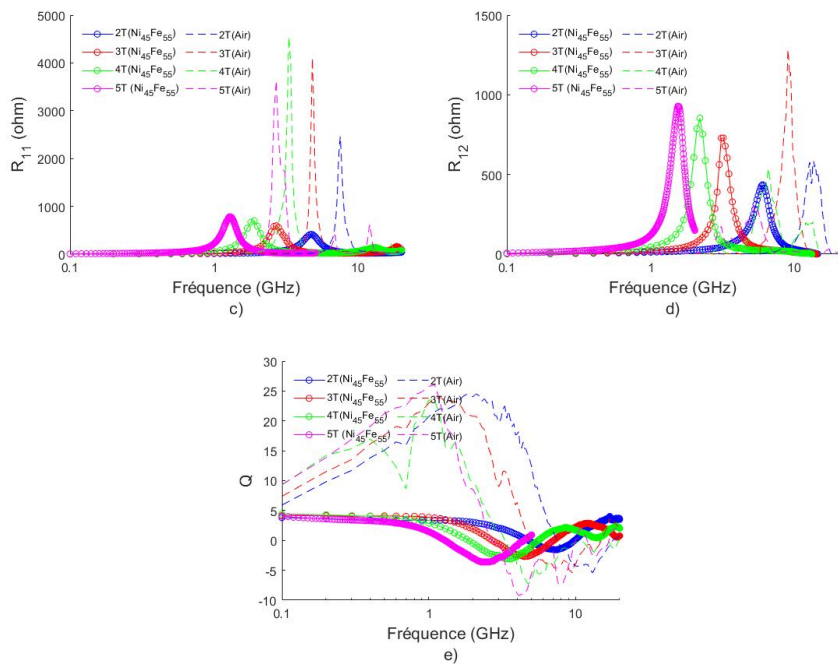 5000
4000
3000
2000
1000
0
R11 (ohm)
2T(Ni45Fe55)
3T(Ni45Fe55)
4T(Ni45Fe55)
5T (Ni45Fe55)
2T(Air)
3T(Air)
4T(Air)
5T(Air)
0.1 1 10
Fréquence (GHz)
c)
1500
1000
500
0
R12 (ohm)
2T(Ni45Fe55)
3T(Ni45Fe55)
4T(Ni45Fe55)
5T (Ni45Fe55)
2T(Air)
3T(Air)
4T(Air)
5T(Air)
0.1 1 10
Fréquence (GHz)
d)
30
25
20
15
10
5
0
-5
-10
Q
2T(Ni45Fe55)
3T(Ni45Fe55)
4T(Ni45Fe55)
5T (Ni45Fe55)
2T(Air)
3T(Air)
4T(Air)
5T(Air)
0.1 1 10
Fréquence (GHz)
e)